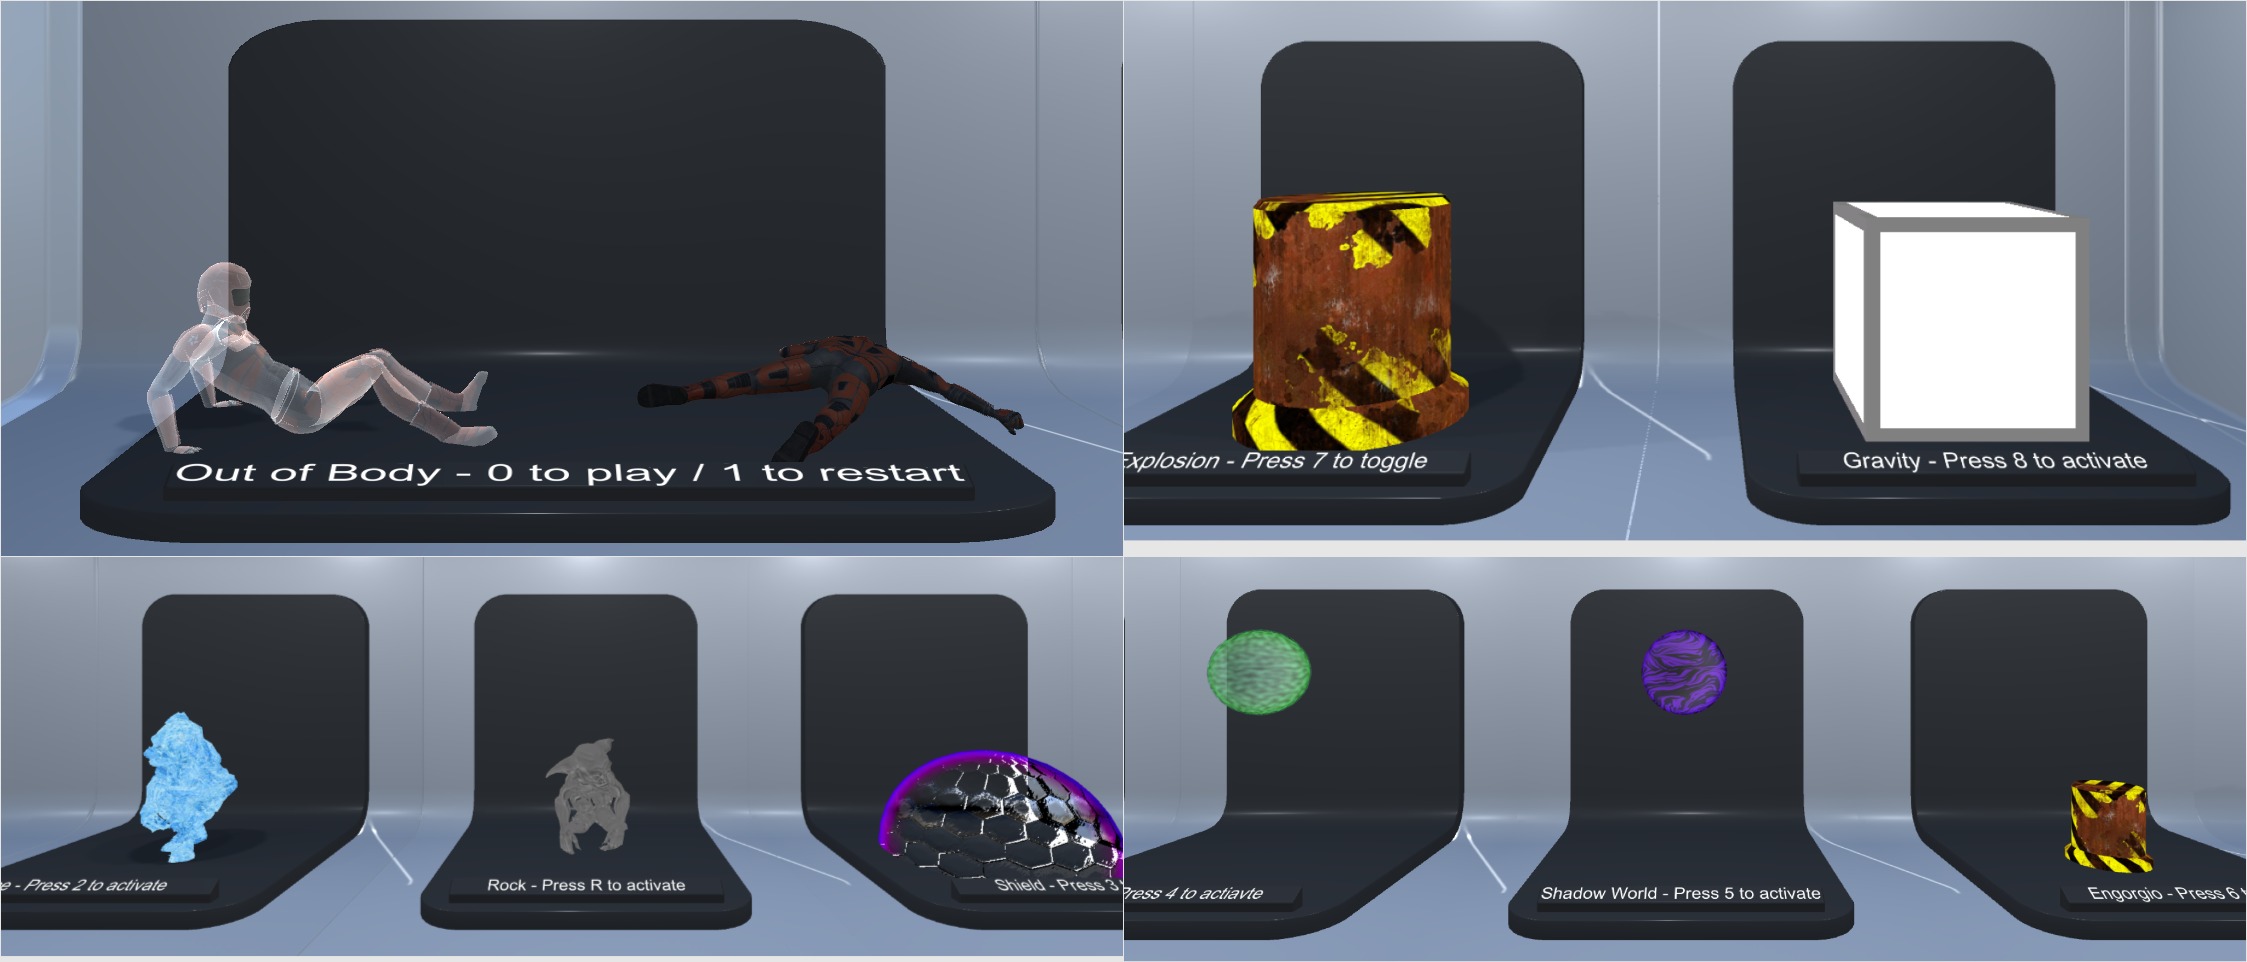 Out of Body - 0 to play / 1 to restart
Explosion - Press 7 to toggle
Gravity - Press 8 to activate
- Press 2 to activate
Rock - Press R to activate
Shield - Press 3
Press 4 to actiavte
Shadow World - Press 5 to activate
Engorgio - Press 6